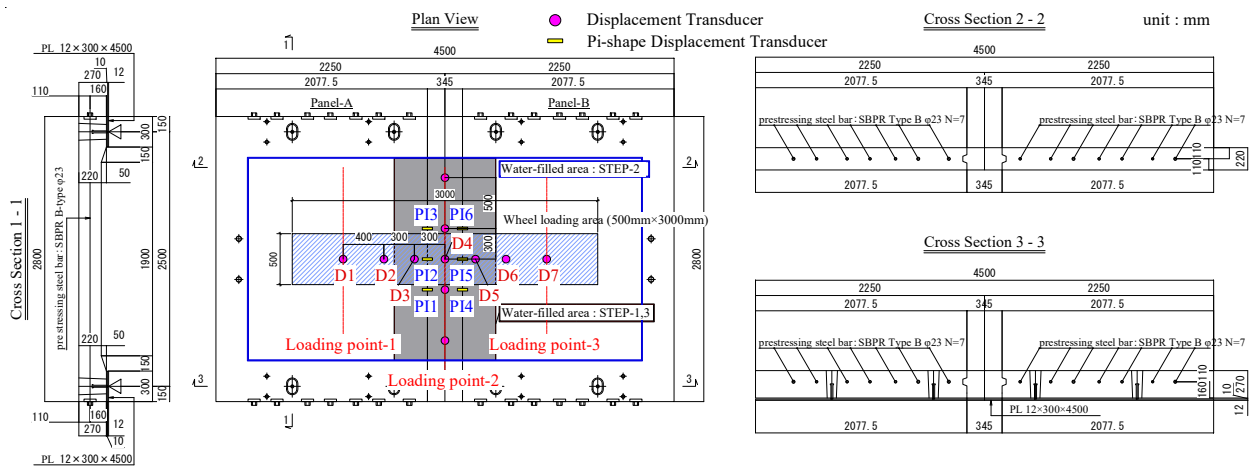 Plan View
Displacement Transducer
Pi-shape Displacement Transducer
Cross Section 2 - 2
unit : mm
PL 12×300×4500
10
270 12
160
110
300
150
150
220
50
Cross Section 1 - 1
2800
prestressing steel bar: SBPR B-type φ23
1900
2500
220
50
150
300
150
110
160
12
270
10
PL 12×300×4500
1
4500
2250
2250
2077.5
345
2077.5
Panel-A
Panel-B
2
2
Water-filled area : STEP-2
3000
500
PI3
PI6
Wheel loading area (500mm×3000mm)
400
300
300
D4
300
500
D1
D2
PI2
PI5
D6
D7
D3
D5
PI1
PI4
Water-filled area : STEP-1,3
Loading point-1
Loading point-3
Loading point-2
3
3
1
2800
4500
2250
2250
2077.5
345
2077.5
prestressing steel bar: SBPR Type B φ23 N=7
prestressing steel bar: SBPR Type B φ23 N=7
110
110
220
2077.5
345
2077.5
Cross Section 3 - 3
4500
2250
2250
2077.5
345
2077.5
prestressing steel bar: SBPR Type B φ23 N=7
prestressing steel bar: SBPR Type B φ23 N=7
110
160
10
270
12
PL 12×300×4500
2077.5
345
2077.5